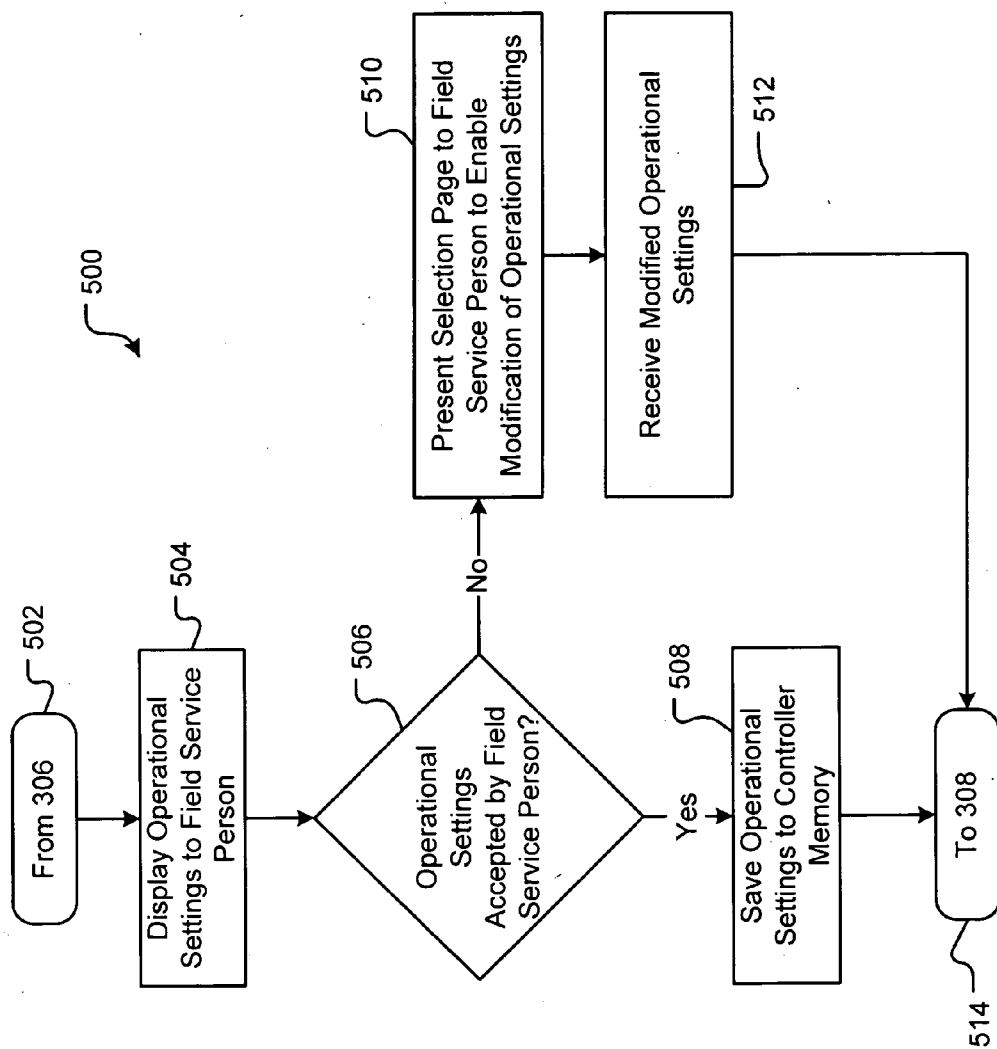 500
From 306
502
Display Operational
Settings to Field Service
Person
504
Operational
Settings
Accepted by Field
Service Person?
506
No
Yes
510
Present Selection Page to Field
Service Person to Enable
Modification of Operational Settings
Receive Modified Operational
Settings
512
508
Save Operational
Settings to Controller
Memory
To 308
514